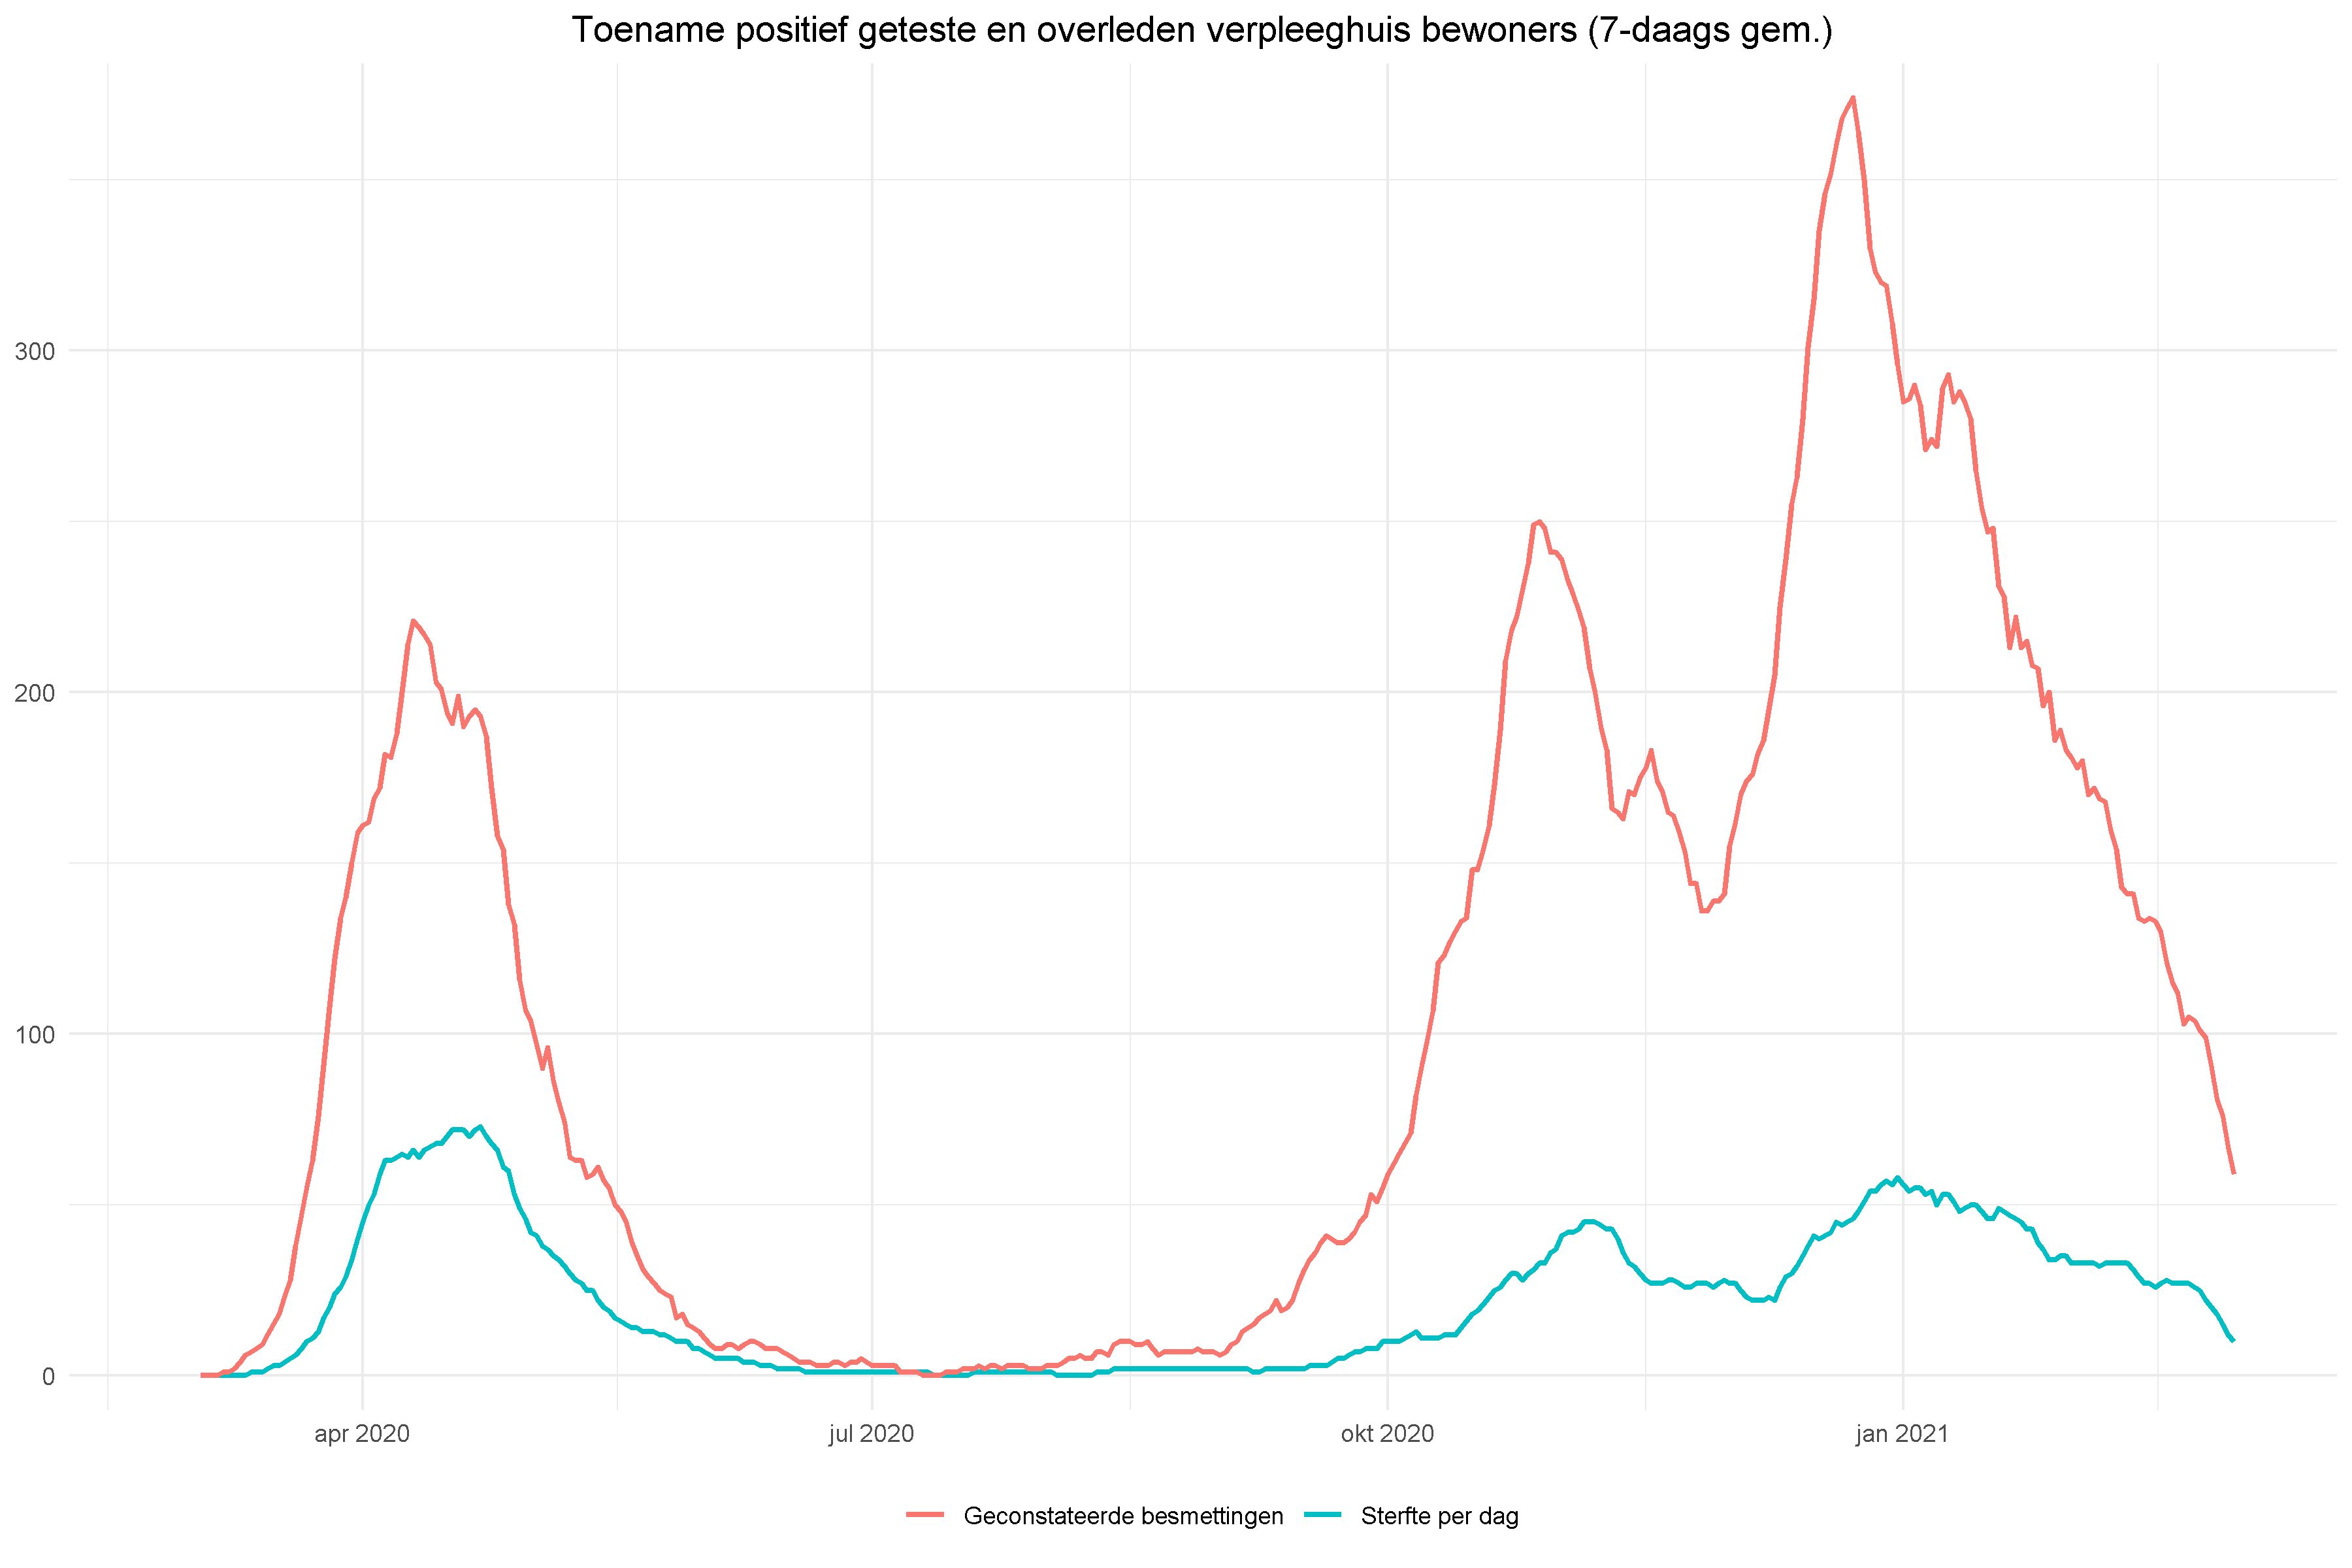 Toename positief geteste en overleden verpleeghuis bewoners (7-daags gem.)
300
200
100
0
apr 2020 jul 2020 okt 2020 jan 2021
Geconstateerde besmettingen Sterfte per dag